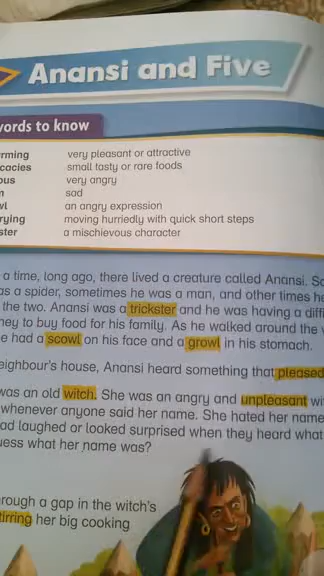 Anansi and Five
words to know
rming very pleasant or attractive
cacies small tasty or rare foods
ous very angry
m sad
wl an angry expression
rying moving hurriedly with quick short steps
ster a mischievous character
a time, long ago, there lived a creature called Anansi. So
as a spider, sometimes he was a man, and other times he
the two. Anansi was a trickster and he was having a diffi
ney to buy food for his family. As he walked around the v
e had a scowl on his face and a growl in his stomach.
eighbour's house, Anansi heard something that pleased
was an old witch. She was an angry and unpleasant wi
whenever anyone said her name. She hated her name
ad laughed or looked surprised when they heard what
uess what her name was?
rough a gap in the witch's
tirring her big cooking